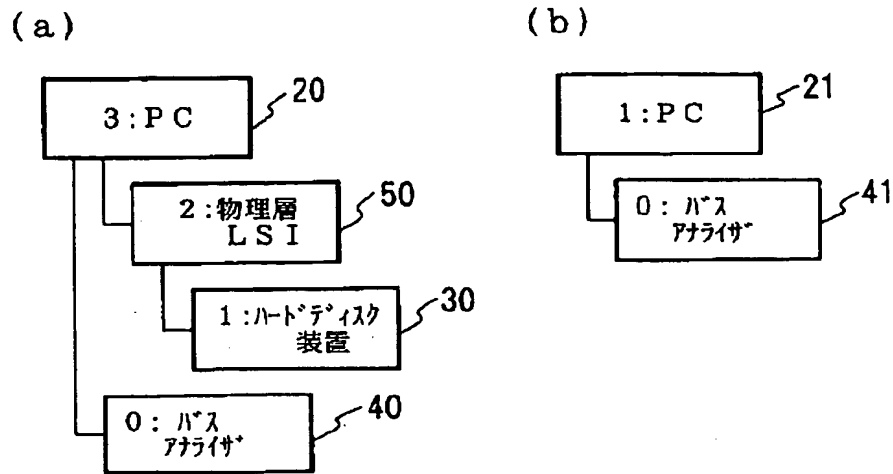 (a)
3:PC
20
2:物理層
LSI
50
1:ハードディスク
装置
30
0:バス
アナライザ
40
(b)
1:PC
21
0:バス
アナライザ
41